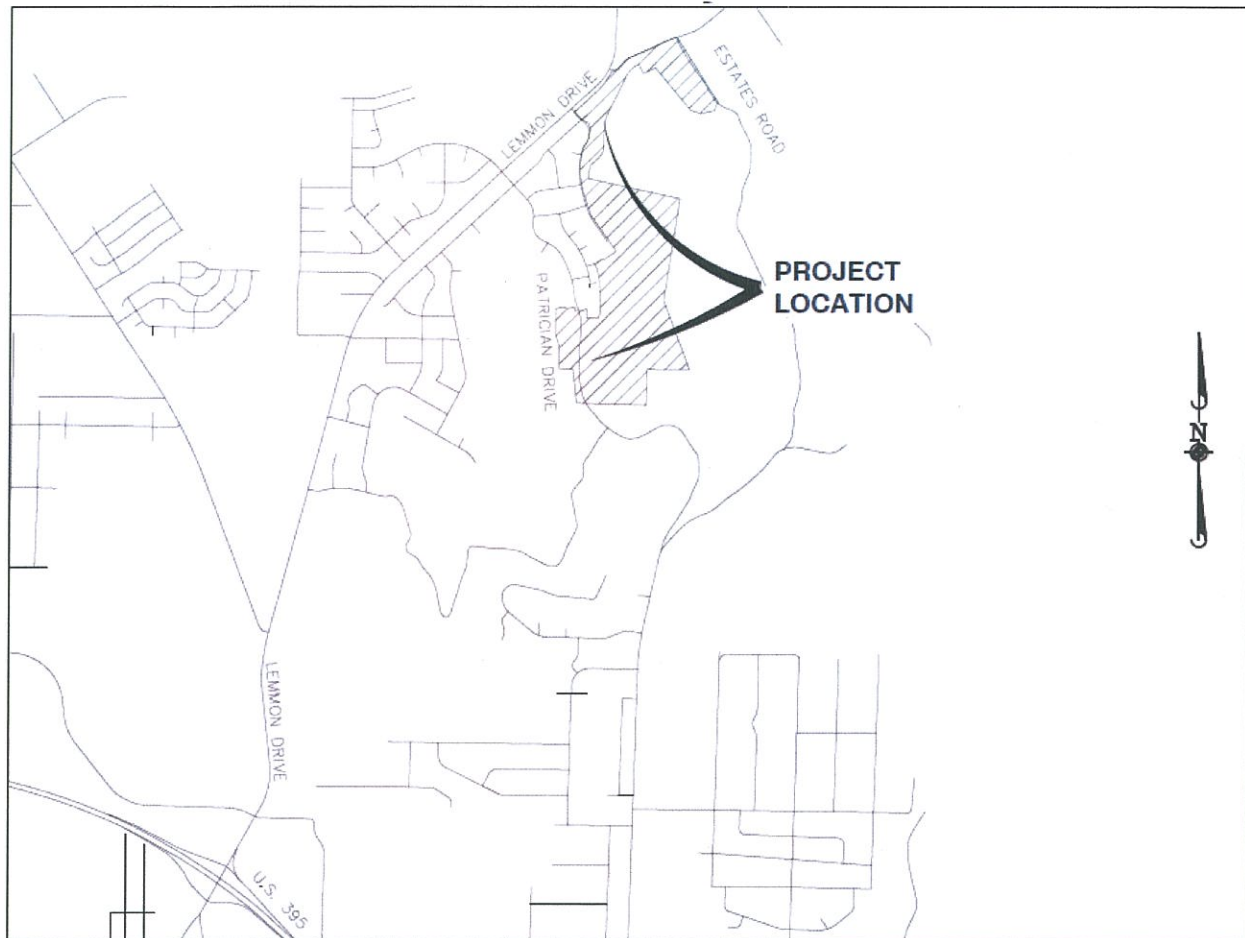 ESTATES ROAD
LEMMON DRIVE
PROJECT
LOCATION
PATRICIAN DRIVE
N
LEMMON DRIVE
U.S. 395